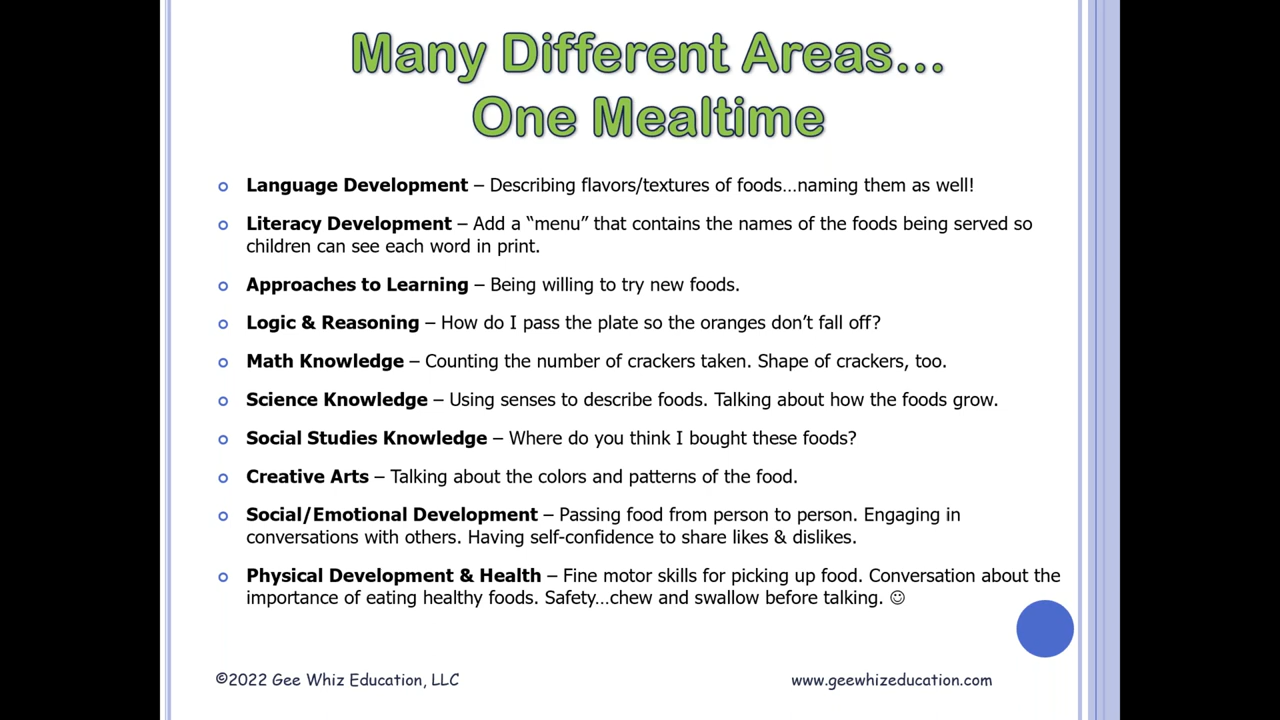 Many Different Areas...
One Mealtime
Language Development – Describing flavors/textures of foods...naming them as well!
Literacy Development – Add a “menu” that contains the names of the foods being served so
children can see each word in print.
Approaches to Learning – Being willing to try new foods.
Logic & Reasoning – How do I pass the plate so the oranges don’t fall off?
Math Knowledge – Counting the number of crackers taken. Shape of crackers, too.
Science Knowledge – Using senses to describe foods. Talking about how the foods grow.
Social Studies Knowledge – Where do you think I bought these foods?
Creative Arts – Talking about the colors and patterns of the food.
Social/Emotional Development – Passing food from person to person. Engaging in
conversations with others. Having self-confidence to share likes & dislikes.
Physical Development & Health – Fine motor skills for picking up food. Conversation about the
importance of eating healthy foods. Safety...chew and swallow before talking. ☺
©2022 Gee Whiz Education, LLC
www.geewhizeducation.com